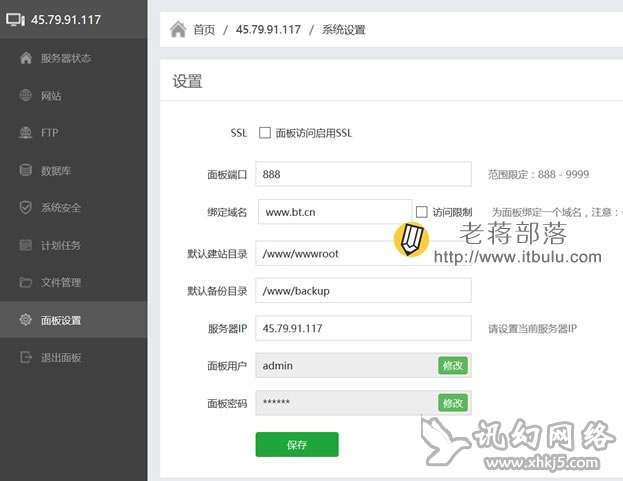 45.79.91.117
首页 / 45.79.91.117 / 系统设置
服务器状态
网站
FTP
数据库
系统安全
计划任务
文件管理
面板设置
退出面板
设置
SSL 面板访问启用SSL
面板端口 888 范围限定：888 - 9999
绑定域名 www.bt.cn 访问限制 为面板绑定一个域名，注意：
默认建站目录 /www/wwwroot
老蒋部落
http://www.itbulu.com
默认备份目录 /www/backup
服务器IP 45.79.91.117 请设置当前服务器IP
面板用户 admin 修改
面板密码 ****** 修改
保存
讯幻网络
www.xhkj5.com